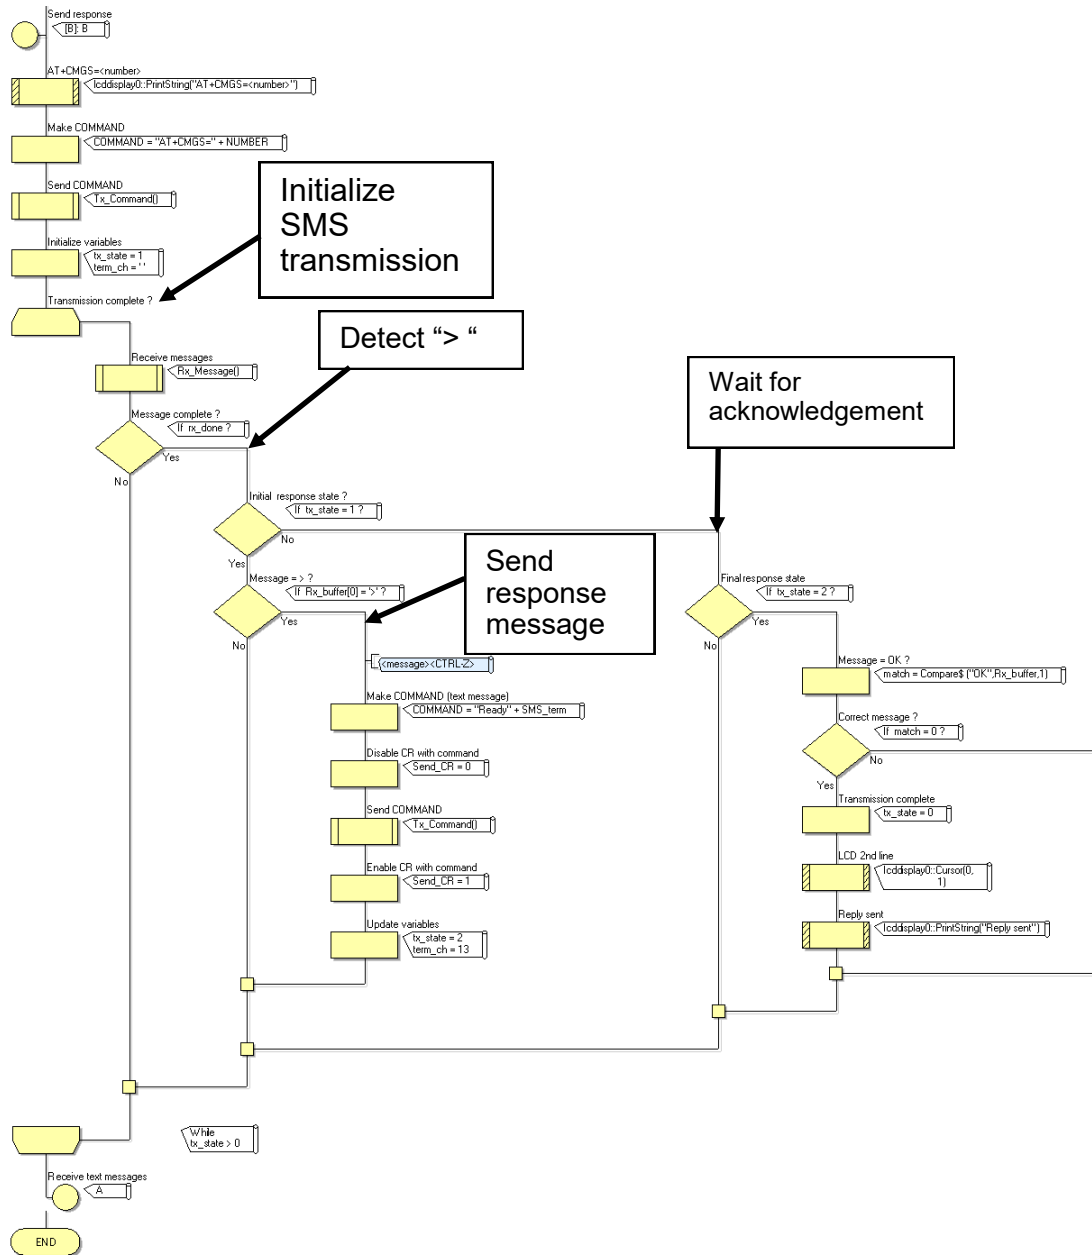 Send response
[B]: B
AT+CMGS=<number>
lcddisplay0::PrintString("AT+CMGS=<number>")
Make COMMAND
COMMAND = "AT+CMGS=" + NUMBER
Send COMMAND
Tx_Command()
Initialize variables
tx_state = 1
term_ch = ' '
Transmission complete ?
Initialize
SMS
transmission
Detect “> “
Receive messages
Rx_Message()
Message complete ?
If rx_done ?
Yes
No
Wait for
acknowledgement
Initial response state ?
If tx_state = 1 ?
No
Yes
Message = > ?
If Rx_buffer[0] = '>' ?
Yes
No
Send
response
message
<message><CTRL-Z>
Make COMMAND (text message)
COMMAND = "Ready" + SMS_term
Disable CR with command
Send_CR = 0
Send COMMAND
Tx_Command()
Enable CR with command
Send_CR = 1
Update variables
tx_state = 2
term_ch = 13
Final response state
If tx_state = 2 ?
Yes
No
Message = OK ?
match = Compare$ ("OK",Rx_buffer,1)
Correct message ?
If match = 0 ?
No
Yes
Transmission complete
tx_state = 0
LCD 2nd line
lcddisplay0::Cursor(0,
1)
Reply sent
lcddisplay0::PrintString("Reply sent")
While
tx_state > 0
Receive text messages
A
END